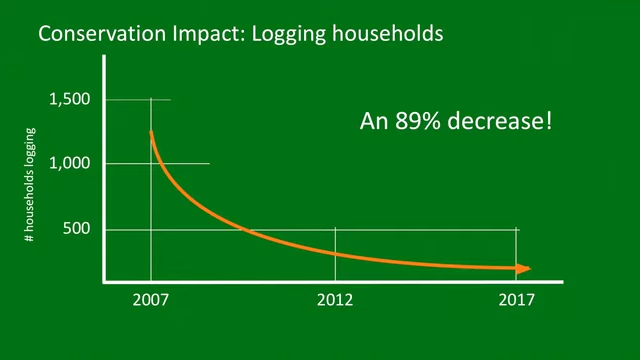 Conservation Impact: Logging households
An 89% decrease!
# households logging
1,500
1,000
500
2007
2012
2017